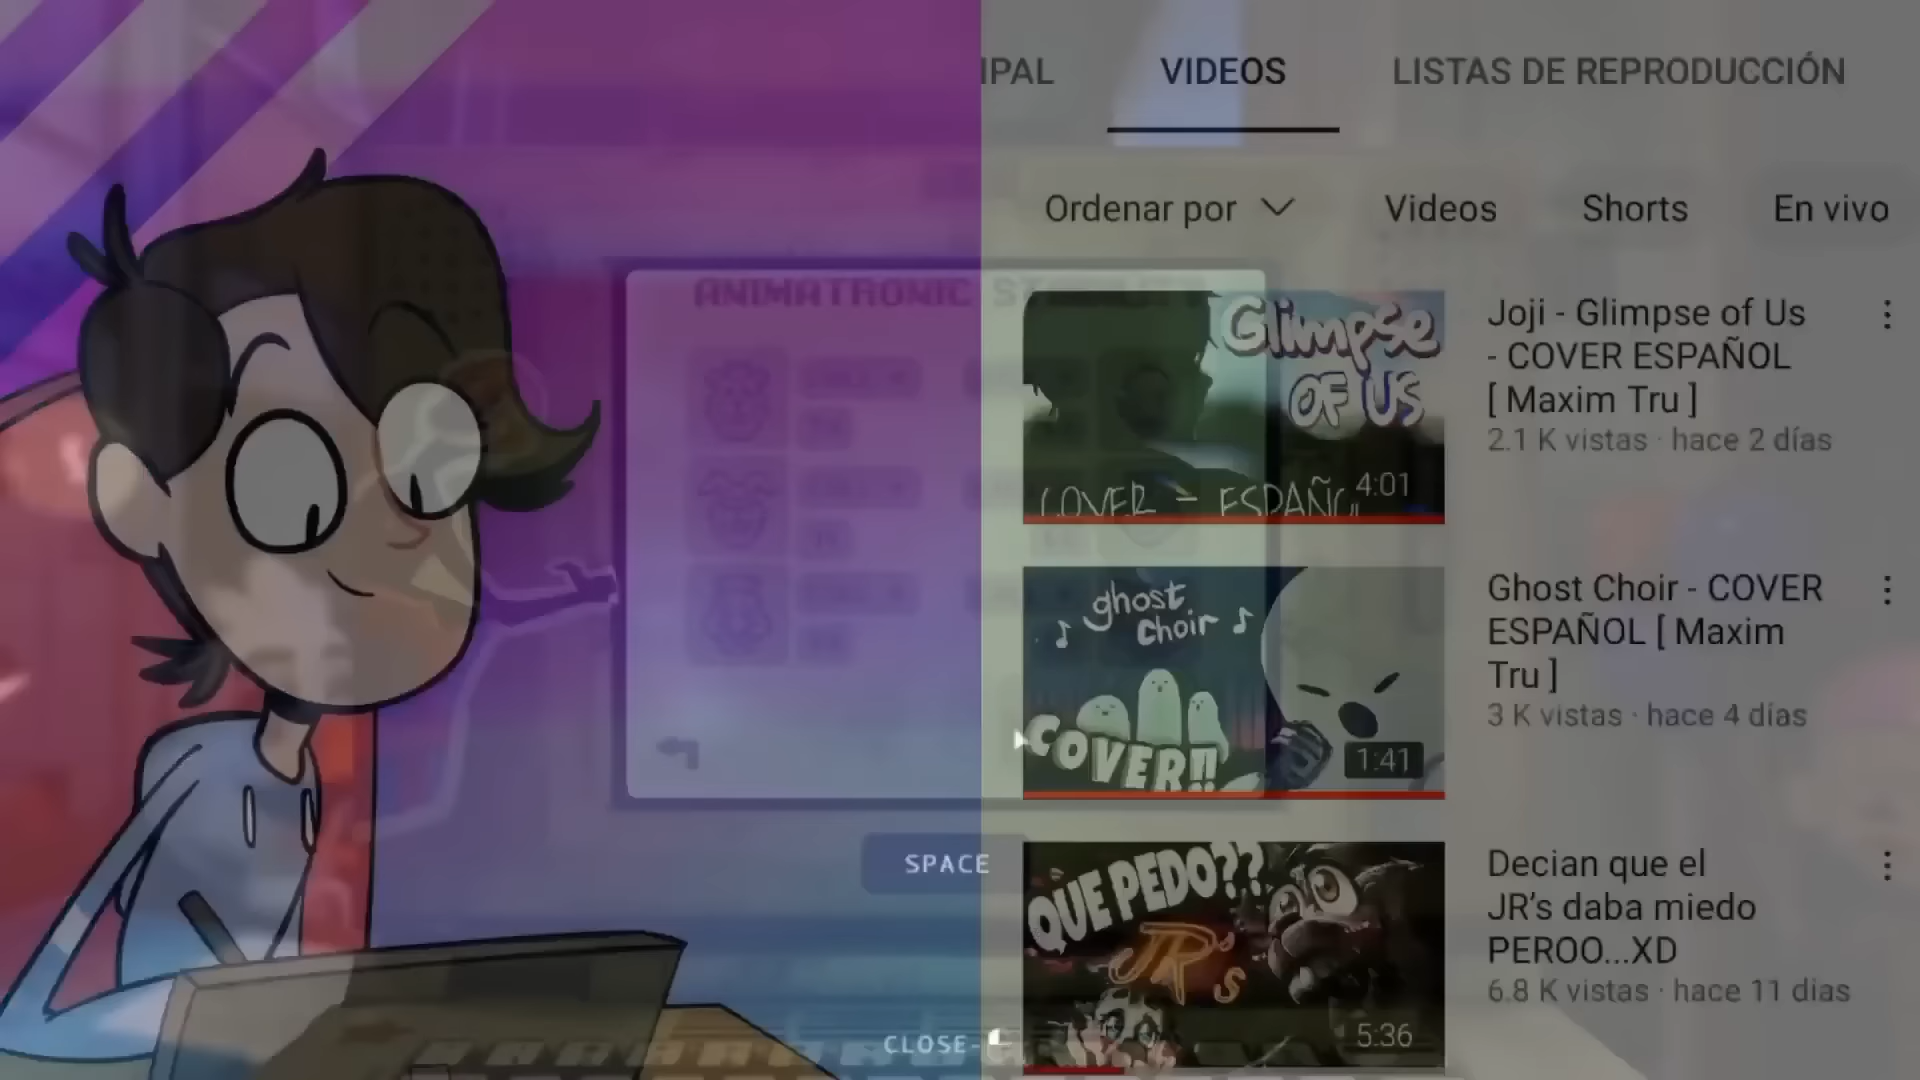 IPAL VIDEOS LISTAS DE REPRODUCCIÓN
Ordenar por Videos Shorts En vivo
ANIMATRONIC
Glimpse
OF US
COVER - ESPAÑOL
4:01
Joji - Glimpse of Us
- COVER ESPAÑOL
[ Maxim Tru ]
2.1 K vistas · hace 2 días
ghost
choir
COVER!!
1:41
Ghost Choir - COVER
ESPAÑOL [ Maxim
Tru ]
3 K vistas · hace 4 días
SPACE
QUE PEDO??
JR's
5:36
Decian que el
JR's daba miedo
PEROO...XD
6.8 K vistas · hace 11 dias
CLOSE-